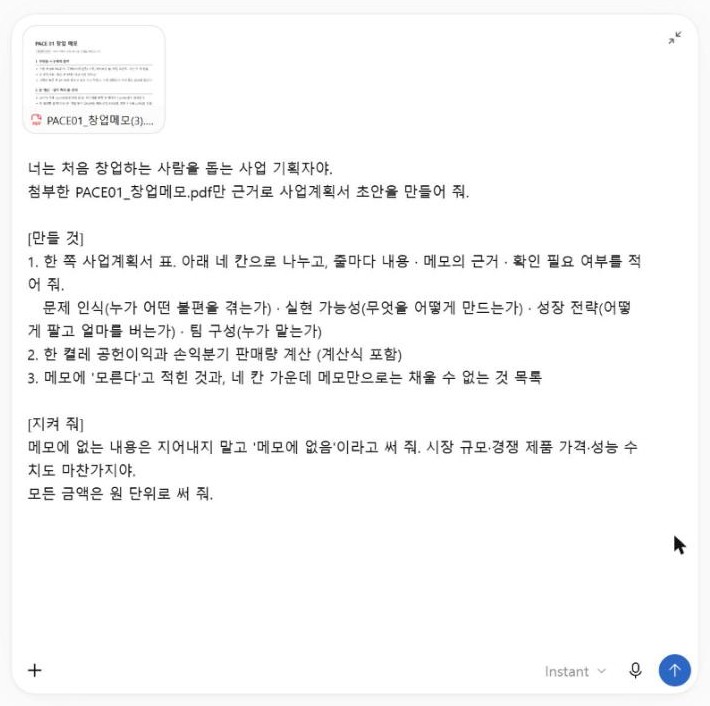 PACE 01 창업 메모
PACE01_창업메모(3)....
너는 처음 창업하는 사람을 돕는 사업 기획자야.
첨부한 PACE01_창업메모.pdf만 근거로 사업계획서 초안을 만들어 줘.
[만들 것]
1. 한 쪽 사업계획서 표. 아래 네 칸으로 나누고, 줄마다 내용 · 메모의 근거 · 확인 필요 여부를 적
어 줘.
문제 인식(누가 어떤 불편을 겪는가) · 실현 가능성(무엇을 어떻게 만드는가) · 성장 전략(어떻
게 팔고 얼마를 버는가) · 팀 구성(누가 맡는가)
2. 한 켤레 공헌이익과 손익분기 판매량 계산 (계산식 포함)
3. 메모에 '모른다'고 적힌 것과, 네 칸 가운데 메모만으로는 채울 수 없는 것 목록
[지켜 줘]
메모에 없는 내용은 지어내지 말고 '메모에 없음'이라고 써 줘. 시장 규모·경쟁 제품 가격·성능 수
치도 마찬가지야.
모든 금액은 원 단위로 써 줘.
Instant